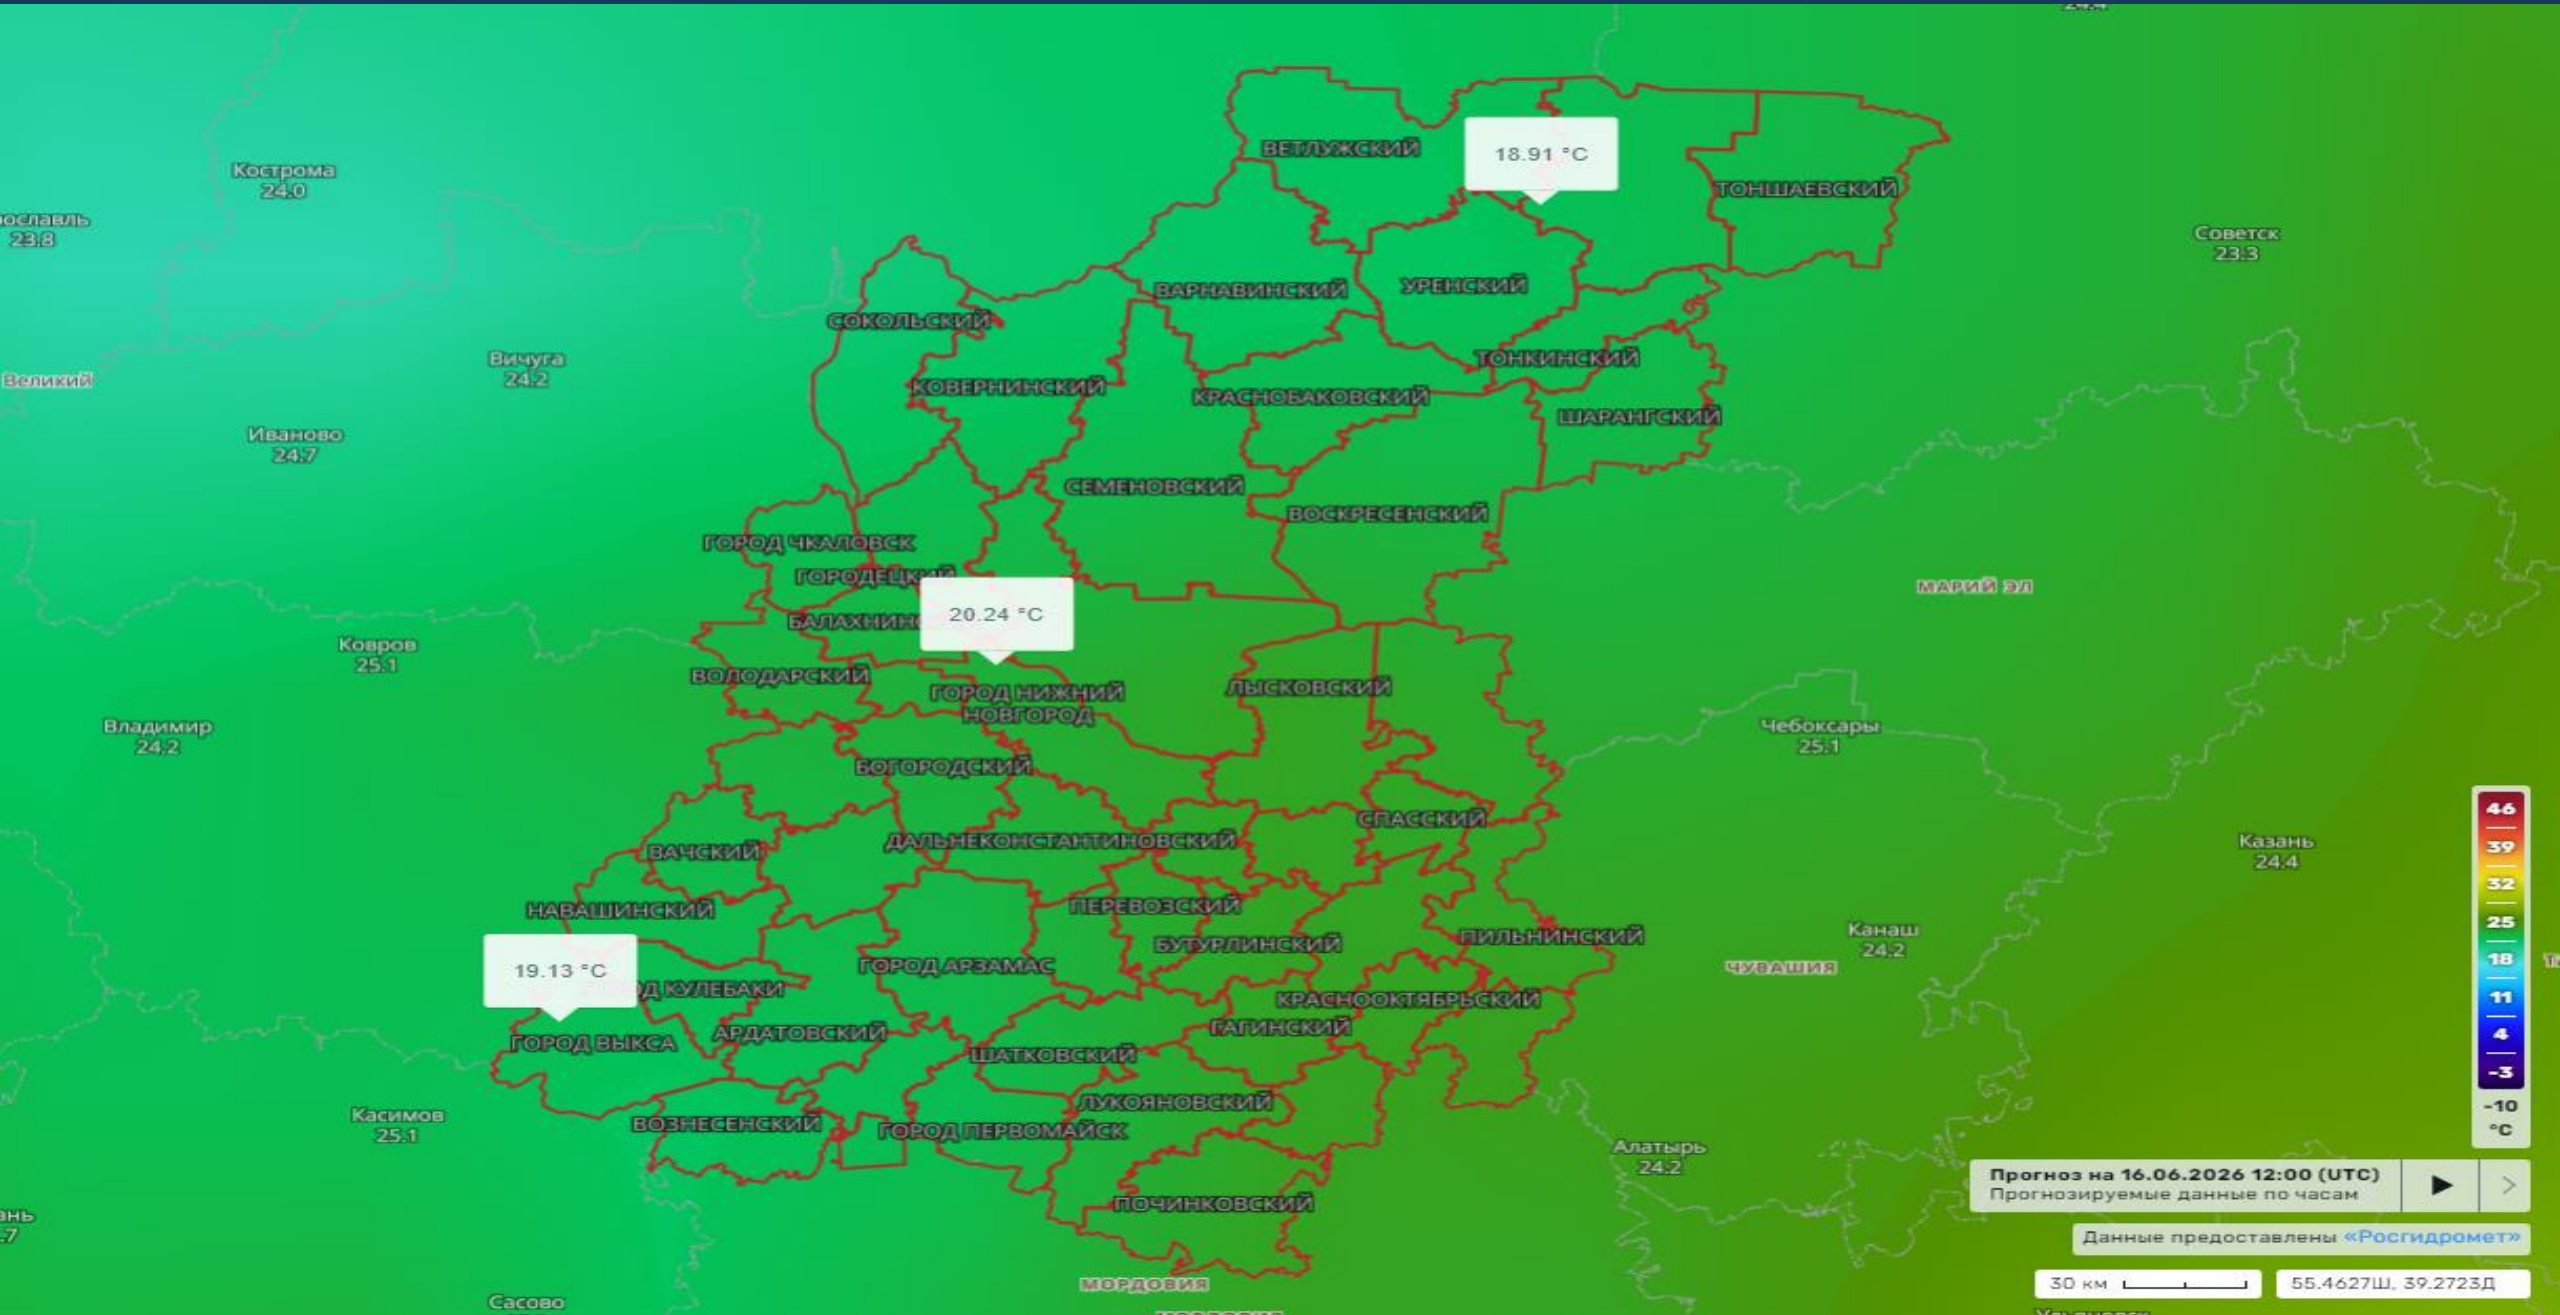 Кострома
24.0
23.8
Советск
23.3
Великий
Вичуга
24.2
Иваново
24.7
Ковров
25.1
Владимир
24.2
ВЕТЛУЖСКИЙ
18.91 °C
ТОНШАЕВСКИЙ
ВАРНАВИНСКИЙ
УРЕНСКИЙ
СОКОЛЬСКИЙ
ТОНКИНСКИЙ
КОВЕРНИНСКИЙ
КРАСНОБАКОВСКИЙ
ШАРАНГСКИЙ
СЕМЕНОВСКИЙ
ВОСКРЕСЕНСКИЙ
ГОРОД ЧКАЛОВСК
ГОРОДЕЦКИЙ
МАРИЙ ЭЛ
20.24 °C
ВОЛОДАРСКИЙ
ГОРОД НИЖНИЙ
НОВГОРОД
ЛЫСКОВСКИЙ
Чебоксары
25.1
БОГОРОДСКИЙ
СПАССКИЙ
ДАЛЬНЕКОНСТАНТИНОВСКИЙ
ВАЧСКИЙ
Казань
24.4
НАВАШИНСКИЙ
ПЕРЕВОЗСКИЙ
БУТУРЛИНСКИЙ
ПИЛЬНИНСКИЙ
Канаш
24.2
ЧУВАШИЯ
19.13 °C
ГОРОД АРЗАМАС
КУЛЕБАКИ
КРАСНООКТЯБРЬСКИЙ
ГАГИНСКИЙ
ГОРОД ВЫКСА
АРДАТОВСКИЙ
ШАТКОВСКИЙ
ЛУКОЯНОВСКИЙ
Касимов
25.1
ВОЗНЕСЕНСКИЙ
ГОРОД ПЕРВОМАЙСК
Алатырь
24.2
ПОЧИНКОВСКИЙ
МОРДОВИЯ
Сасово
46
39
32
25
18
11
4
-3
-10
°C
Прогноз на 16.06.2026 12:00 (UTC)
Прогнозируемые данные по часам
Данные предоставлены «Росгидромет»
30 км
55.4627Ш, 39.2723Д